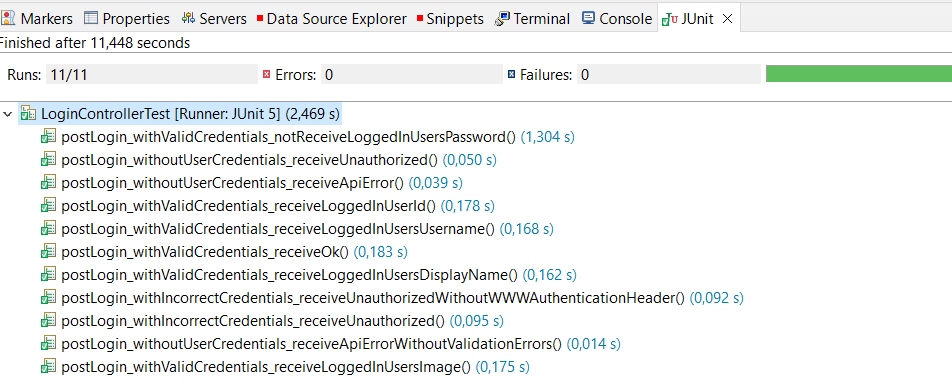 Markers Properties Servers Data Source Explorer Snippets Terminal Console JUnit
Finished after 11,448 seconds
Runs: 11/11 Errors: 0 Failures: 0
LoginControllerTest [Runner: JUnit 5] (2,469 s)
postLogin_withValidCredentials_notReceiveLoggedInUsersPassword() (1,304 s)
postLogin_withoutUserCredentials_receiveUnauthorized() (0,050 s)
postLogin_withoutUserCredentials_receiveApiError() (0,039 s)
postLogin_withValidCredentials_receiveLoggedInUserId() (0,178 s)
postLogin_withValidCredentials_receiveLoggedInUsersUsername() (0,168 s)
postLogin_withValidCredentials_receiveOk() (0,183 s)
postLogin_withValidCredentials_receiveLoggedInUsersDisplayName() (0,162 s)
postLogin_withIncorrectCredentials_receiveUnauthorizedWithoutWWWAuthenticationHeader() (0,092 s)
postLogin_withIncorrectCredentials_receiveUnauthorized() (0,095 s)
postLogin_withoutUserCredentials_receiveApiErrorWithoutValidationErrors() (0,014 s)
postLogin_withValidCredentials_receiveLoggedInUsersImage() (0,175 s)